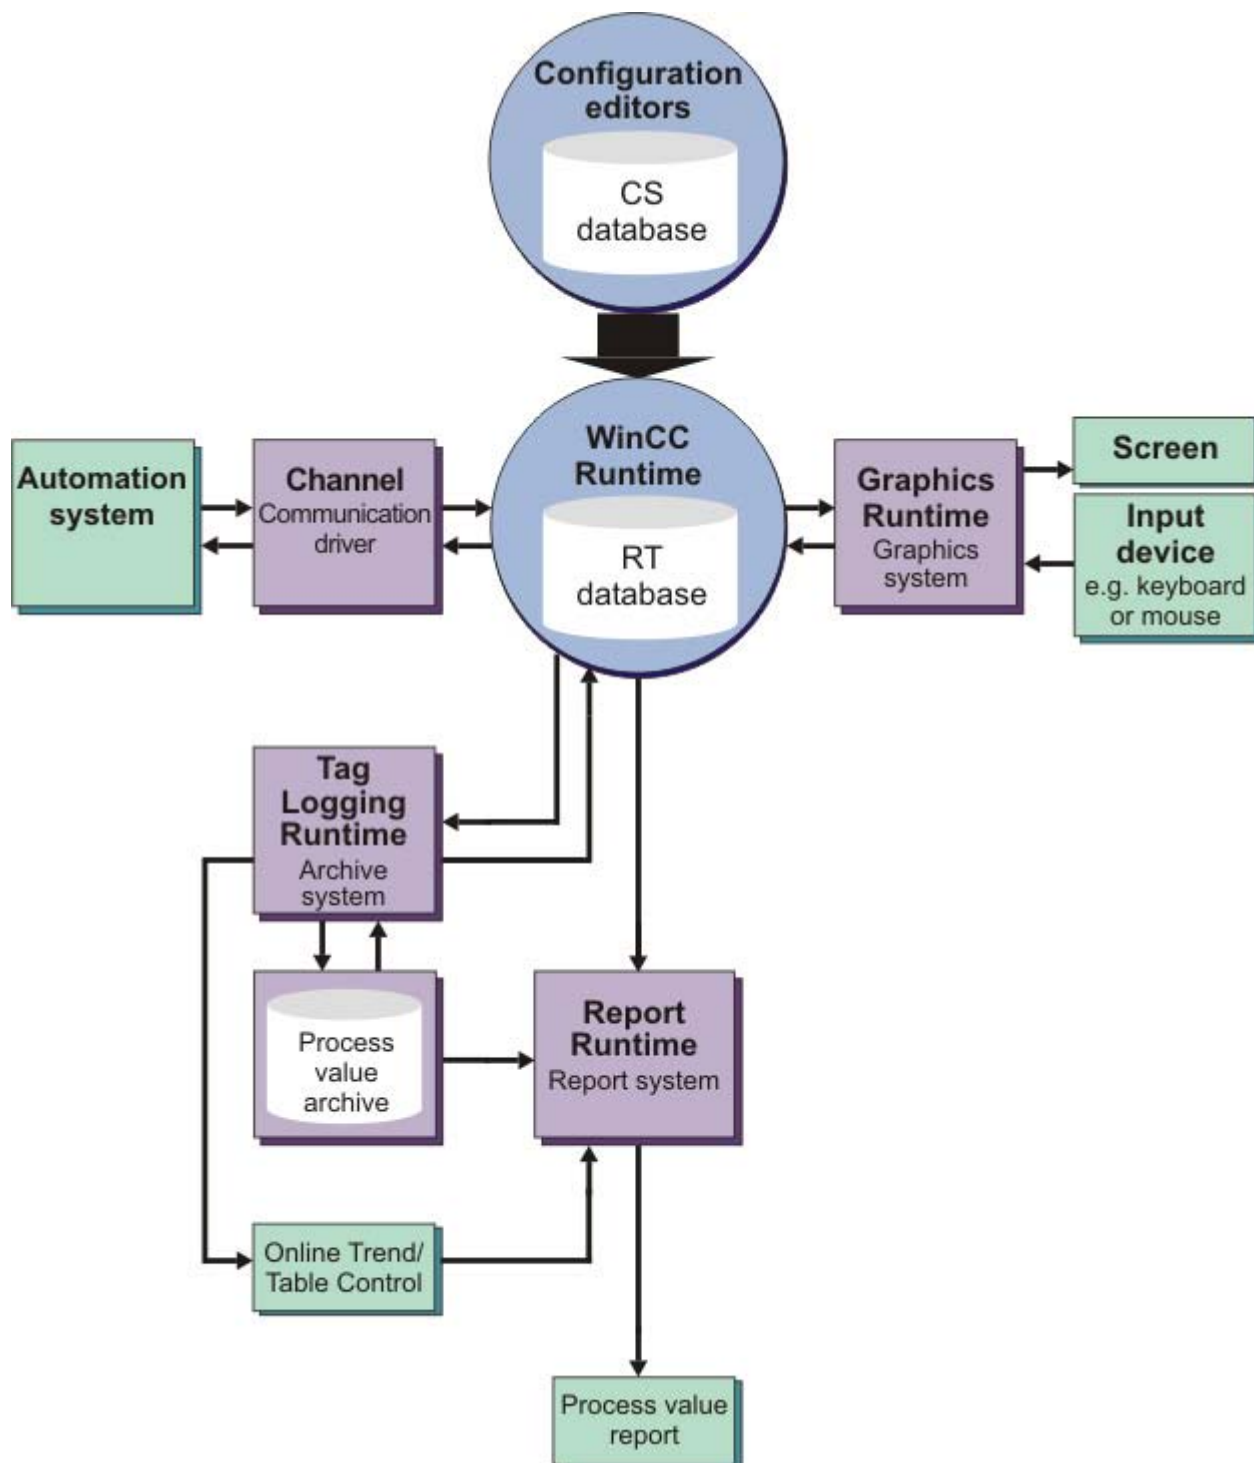 Configuration
editors
CS
database
WinCC
Runtime
RT
database
Automation
system
Channel
Communication
driver
Graphics
Runtime
Graphics
system
Screen
Input
device
e.g. keyboard
or mouse
Tag
Logging
Runtime
Archive
system
Process
value
archive
Report
Runtime
Report system
Online Trend/
Table Control
Process value
report